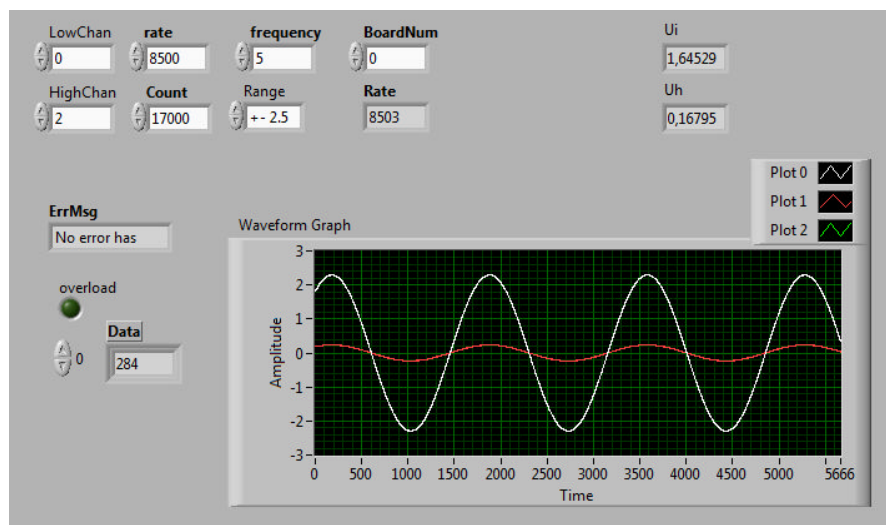 LowChan rate frequency BoardNum Ui
0 8500 5 0 1,64529
HighChan Count Range Rate Uh
2 17000 +- 2.5 8503 0,16795
Plot 0
Plot 1
Plot 2
ErrMsg
No error has
Waveform Graph
overload
Data
0 284
Amplitude
3
2
1
0
-1
-2
-3
0 500 1000 1500 2000 2500 3000 3500 4000 4500 5000 5666
Time